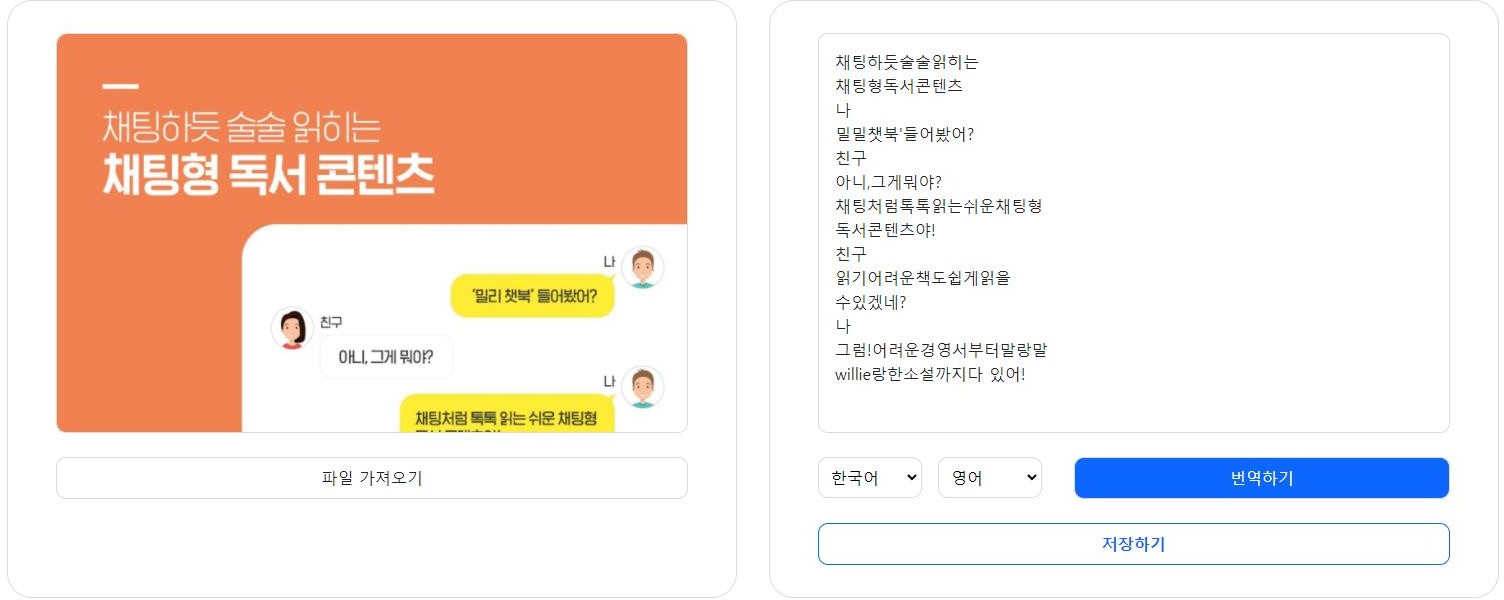 채팅하듯 술술 읽히는
채팅형 독서 콘텐츠
나
'밀리 챗북' 들어봤어?
친구
아니, 그게 뭐야?
나
채팅처럼 톡톡 읽는 쉬운 채팅형
파일 가져오기
채팅하듯술술읽히는
채팅형독서콘텐츠
나
밀밀챗북'들어봤어?
친구
아니,그게뭐야?
채팅처럼톡톡읽는쉬운채팅형
독서콘텐츠야!
친구
읽기어려운책도쉽게읽을
수있겠네?
나
그럼!어려운경영서부터말랑말
willie랑한소설까지다 있어!
한국어 영어 번역하기
저장하기